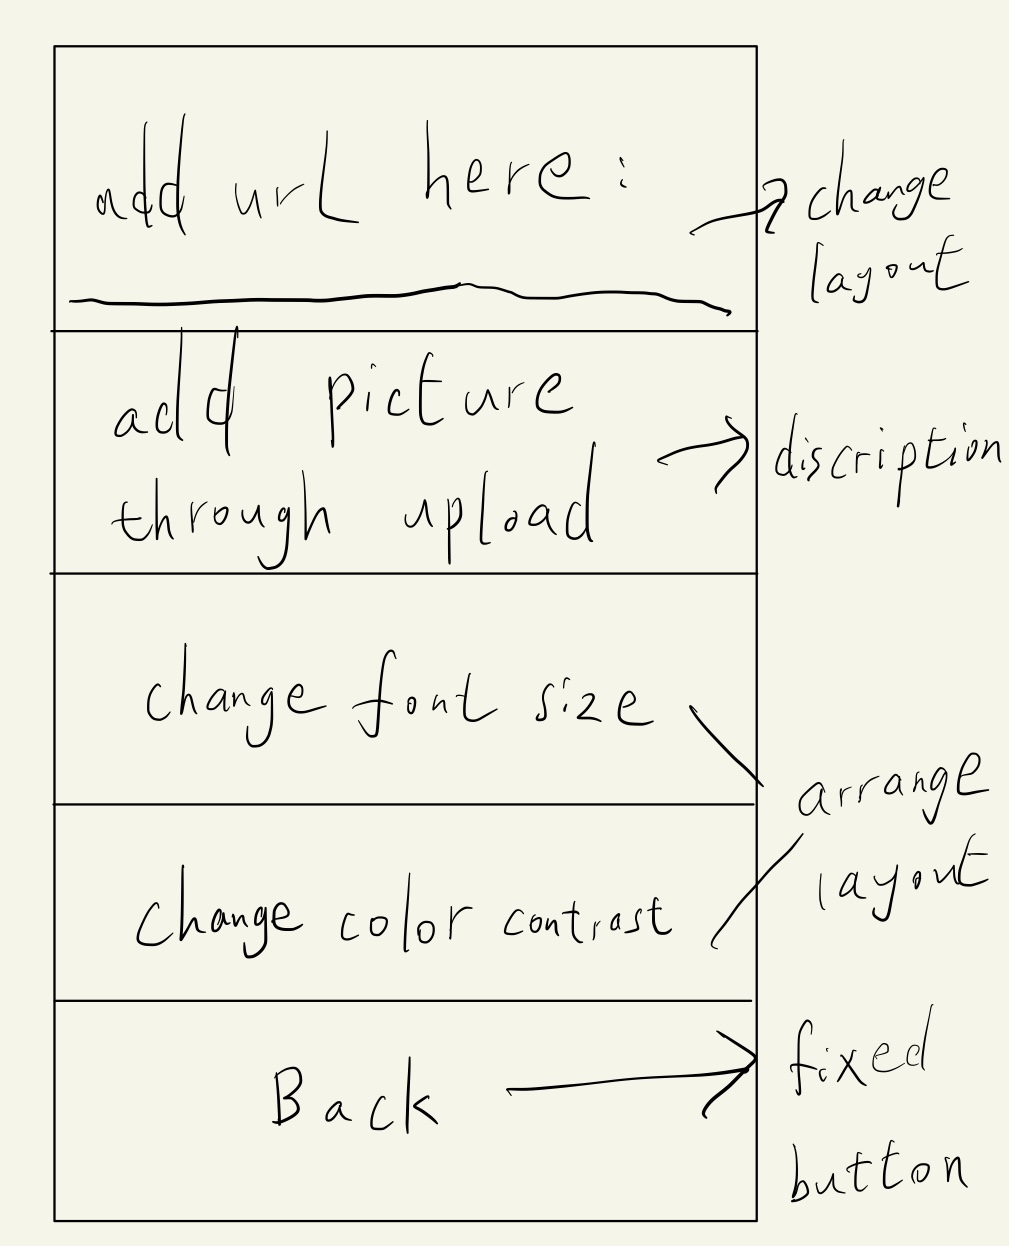 add url here:
change
layout
add picture
through upload
discription
change font size
change color contrast
arrange
layout
Back
fixed
button